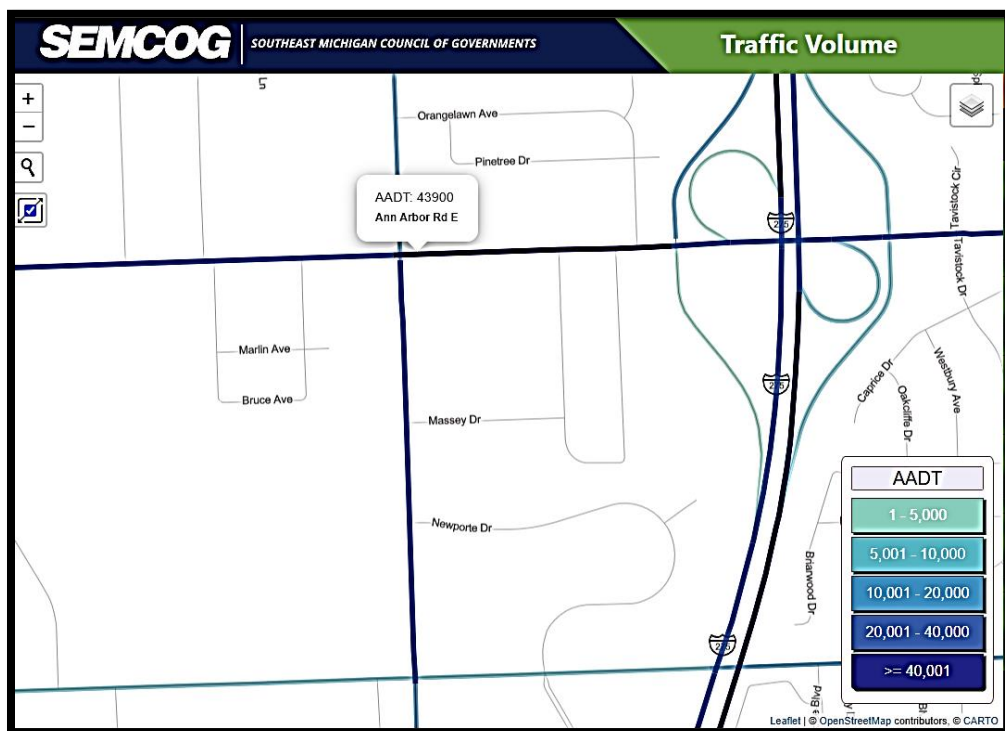 SEMCOG
SOUTHEAST MICHIGAN COUNCIL OF GOVERNMENTS
Traffic Volume
+
−
Orangelawn Ave
Pinetree Dr
AADT: 43900
Ann Arbor Rd E
Tavistock Cir
Tavistock Dr
Marlin Ave
Bruce Ave
Massey Dr
Newporte Dr
Caprice Dr
Oakcliffe Dr
Westbury Ave
Briarwood Dr
AADT
1 - 5,000
5,001 - 10,000
10,001 - 20,000
20,001 - 40,000
>= 40,001
Leaflet | © OpenStreetMap contributors, © CARTO